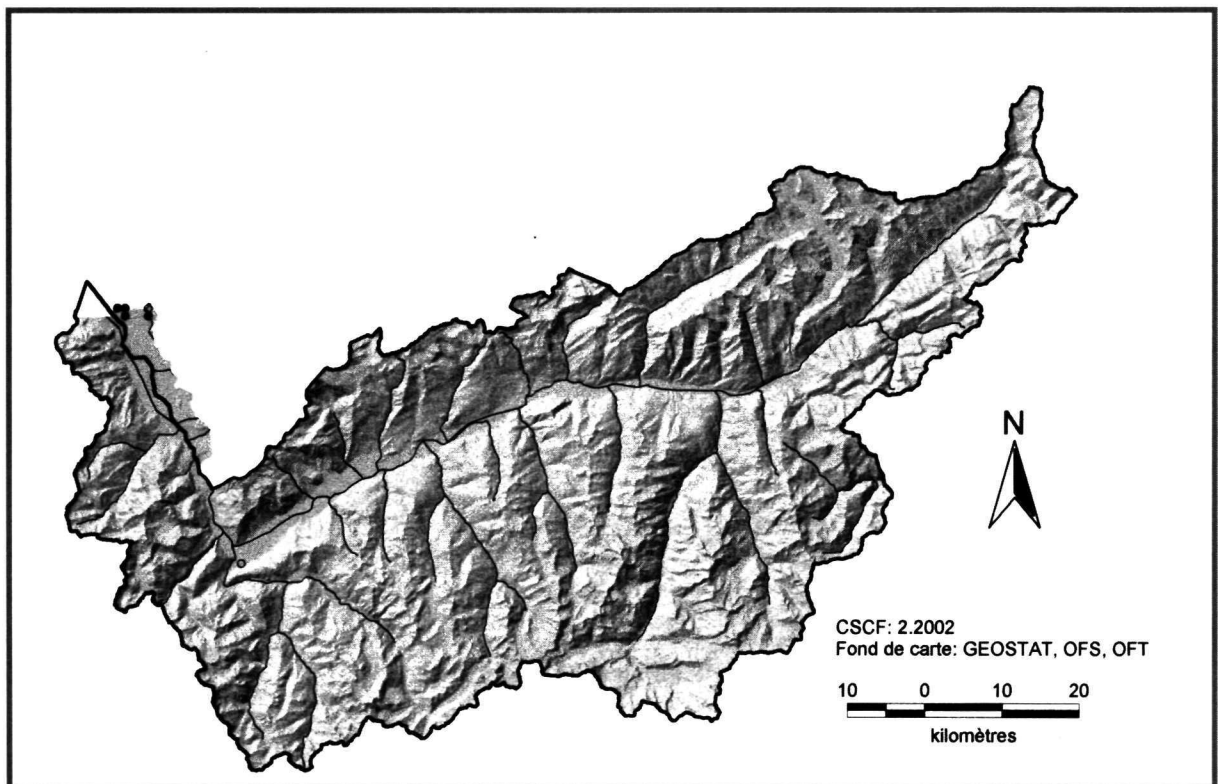 N
CSCF: 2.2002
Fond de carte: GEOSTAT, OFS, OFT
10 0 10 20
kilomètres